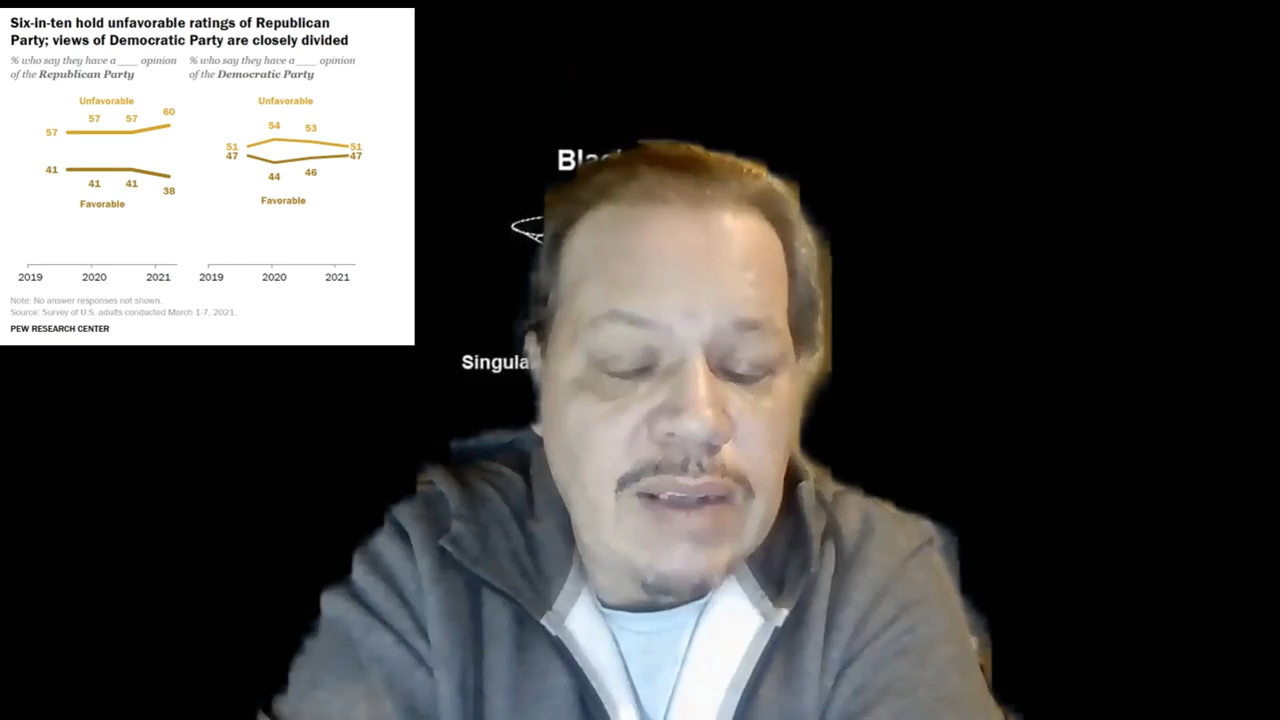 Six-in-ten hold unfavorable ratings of Republican
Party; views of Democratic Party are closely divided
% who say they have a ___ opinion
of the Republican Party
Unfavorable
57
57
57
60
41
41
41
38
Favorable
2019
2020
2021
% who say they have a ___ opinion
of the Democratic Party
Unfavorable
51
54
53
51
47
44
46
47
Favorable
2019
2020
2021
Note: No answer responses not shown.
Source: Survey of U.S. adults conducted March 1-7, 2021.
PEW RESEARCH CENTER